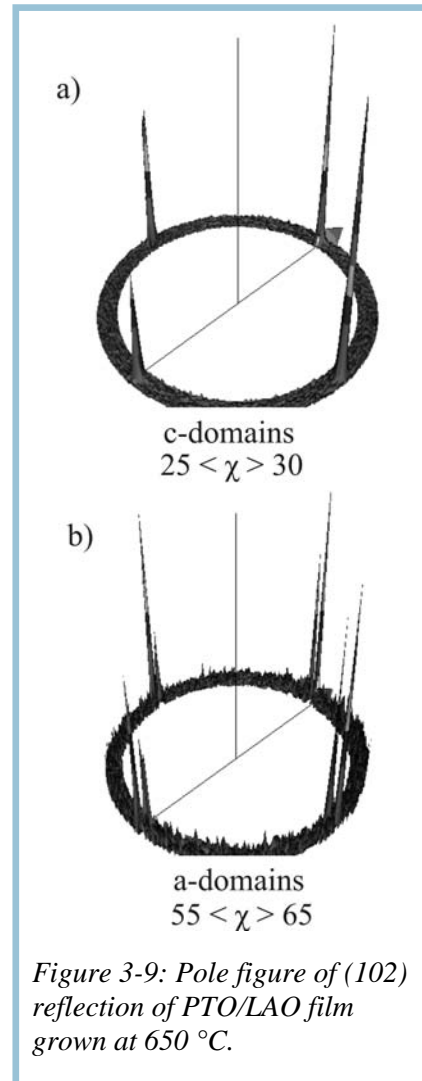 a)
c-domains
25 < χ > 30
b)
a-domains
55 < χ > 65
Figure 3-9: Pole figure of (102)
reflection of PTO/LAO film
grown at 650 °C.